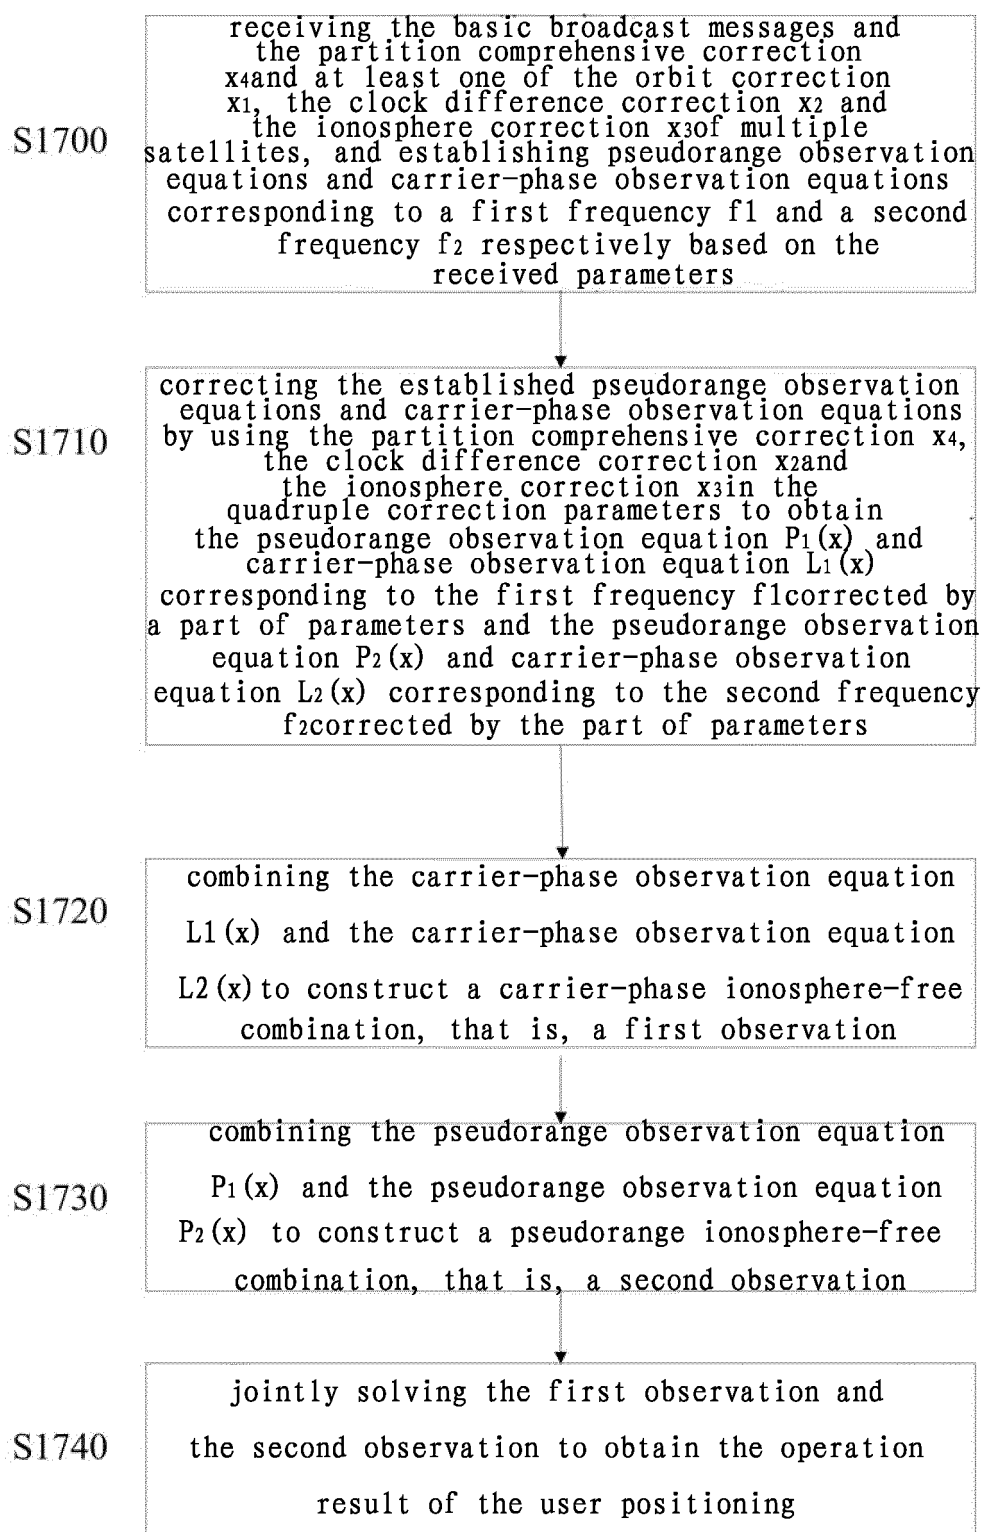 receiving the basic broadcast messages and
the partition comprehensive correction
x4and at least one of the orbit correction
x1, the clock difference correction x2 and
the ionosphere correction x3of multiple
S1700
satellites, and establishing pseudorange observation
equations and carrier-phase observation equations
corresponding to a first frequency f1 and a second
frequency f2 respectively based on the
received parameters
correcting the established pseudorange observation
equations and carrier-phase observation equations
S1710
by using the partition comprehensive correction x4,
the clock difference correction x2and
the ionosphere correction x3in the
quadruple correction parameters to obtain
the pseudorange observation equation P1(x) and
carrier-phase observation equation L1(x)
corresponding to the first frequency f1corrected by
a part of parameters and the pseudorange observation
equation P2(x) and carrier-phase observation
equation L2(x) corresponding to the second frequency
f2corrected by the part of parameters
combining the carrier-phase observation equation
S1720
L1(x) and the carrier-phase observation equation
L2(x)to construct a carrier-phase ionosphere-free
combination, that is, a first observation
combining the pseudorange observation equation
S1730
P1(x) and the pseudorange observation equation
P2(x) to construct a pseudorange ionosphere-free
combination, that is, a second observation
jointly solving the first observation and
S1740
the second observation to obtain the operation
result of the user positioning